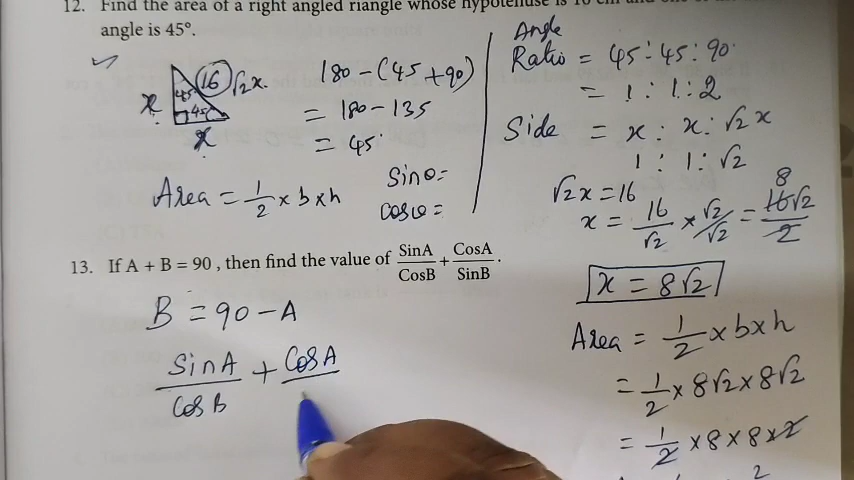 12. Find the area of a right angled riangle whose hypotenuse is 16 cm and one of
angle is 45°.
45 16 √2x
x 45
x
180 - (45 + 90)
= 180 - 135
= 45°
Area = 1/2 × b × h
Sinθ =
cosθ =
Angle
Ratio = 45 : 45 : 90
= 1 : 1 : 2
Side = x : x : √2 x
1 : 1 : √2
√2x = 16
x = 16/√2 × √2/√2 = 16√2/2
8
x = 8√2
Area = 1/2 × b × h
= 1/2 × 8√2 × 8√2
= 1/2 × 8 × 8 × 2
2
13. If A + B = 90 , then find the value of SinA/CosB + CosA/SinB .
B = 90 - A
SinA/CosB + CosA